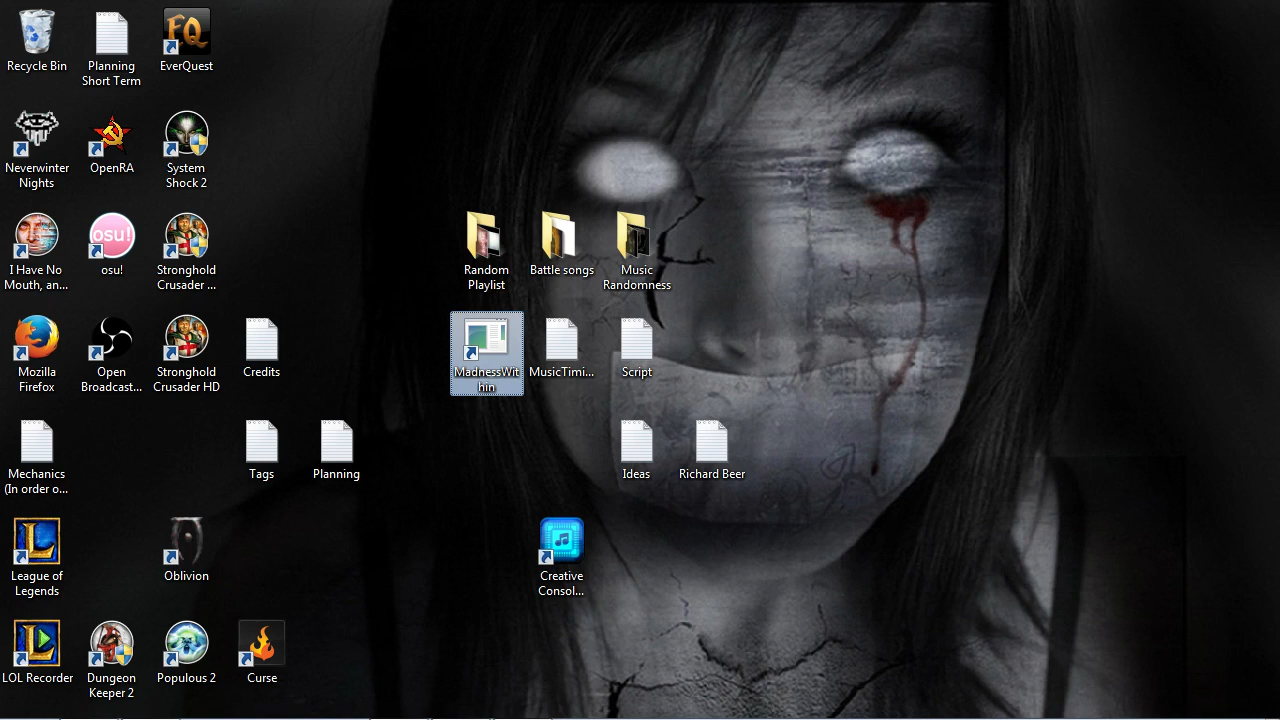 Recycle Bin
Planning
Short Term
FQ
EverQuest
Neverwinter
Nights
OpenRA
System
Shock 2
I Have No
Mouth, an...
osu!
osu!
Stronghold
Crusader ...
Random
Playlist
Battle songs
Music
Randomness
Mozilla
Firefox
Open
Broadcast...
Stronghold
Crusader HD
Credits
MadnessWit
hin
MusicTimi...
Script
Mechanics
(In order o...
Tags
Planning
Ideas
Richard Beer
L
League of
Legends
Oblivion
Creative
Consol...
L
LOL Recorder
Dungeon
Keeper 2
Populous 2
Curse